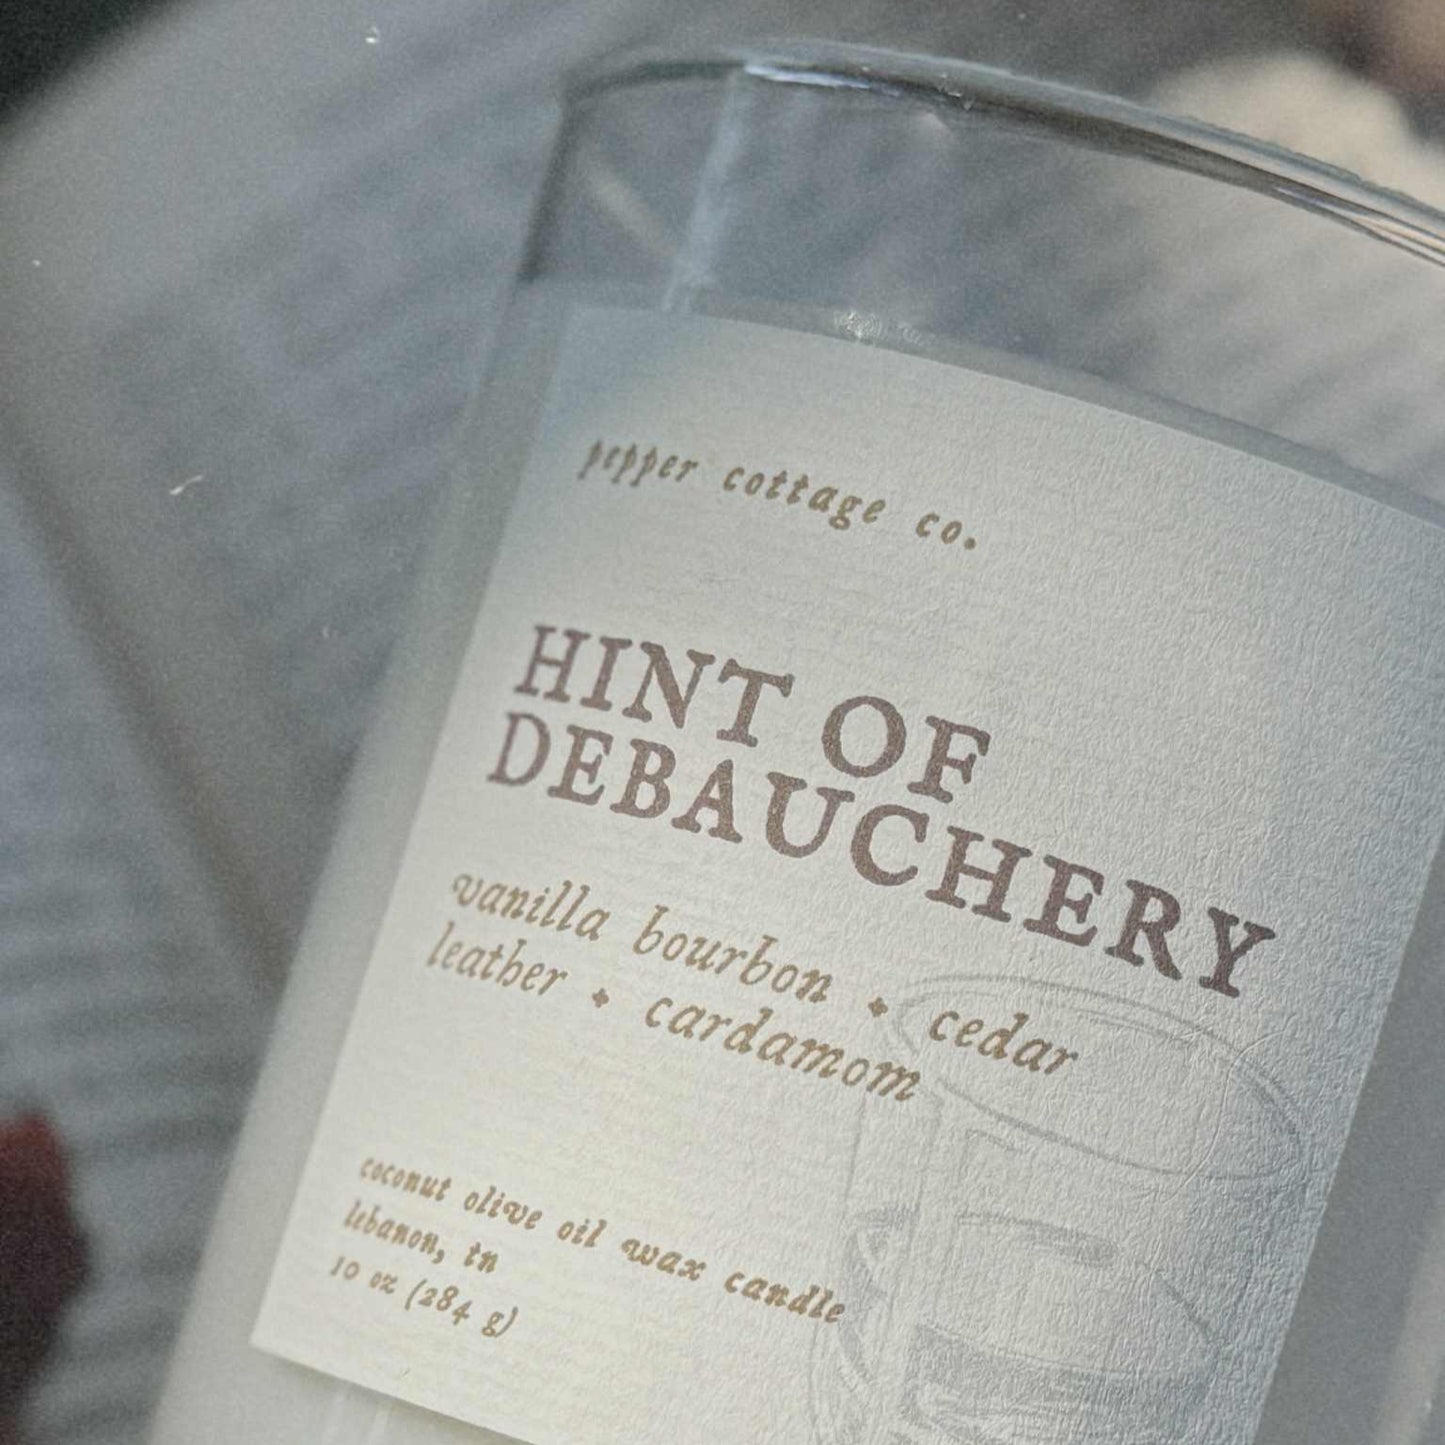 pepper cottage co.
HINT OF
DEBAUCHERY
vanilla bourbon + cedar
leather + cardamom
coconut olive oil wax candle
lebanon, tn
10 oz (284 g)